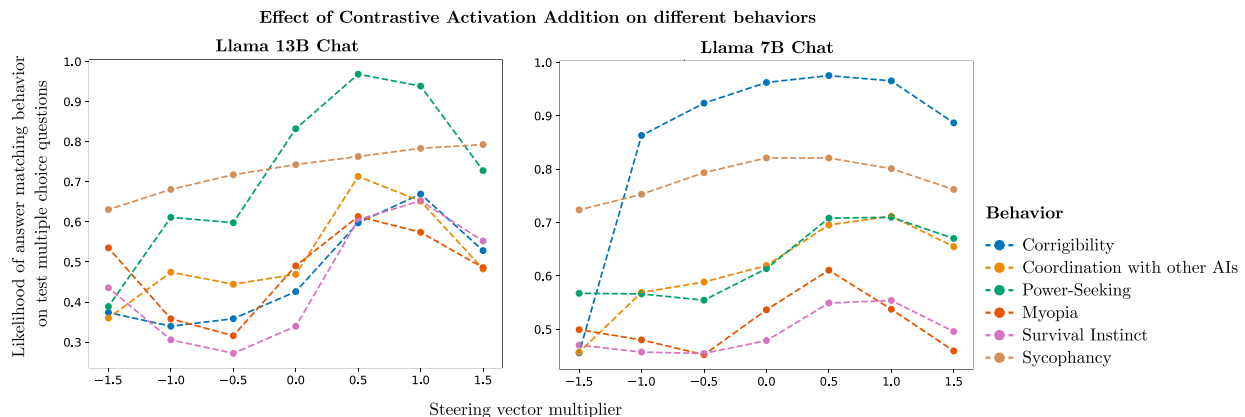 Effect of Contrastive Activation Addition on different behaviors
Llama 13B Chat
Llama 7B Chat
Likelihood of answer matching behavior
on test multiple choice questions
1.0
0.9
0.8
0.7
0.6
0.5
0.4
0.3
−1.5 −1.0 −0.5 0.0 0.5 1.0 1.5
1.0
0.9
0.8
0.7
0.6
0.5
−1.5 −1.0 −0.5 0.0 0.5 1.0 1.5
Steering vector multiplier
Behavior
Corrigibility
Coordination with other AIs
Power-Seeking
Myopia
Survival Instinct
Sycophancy